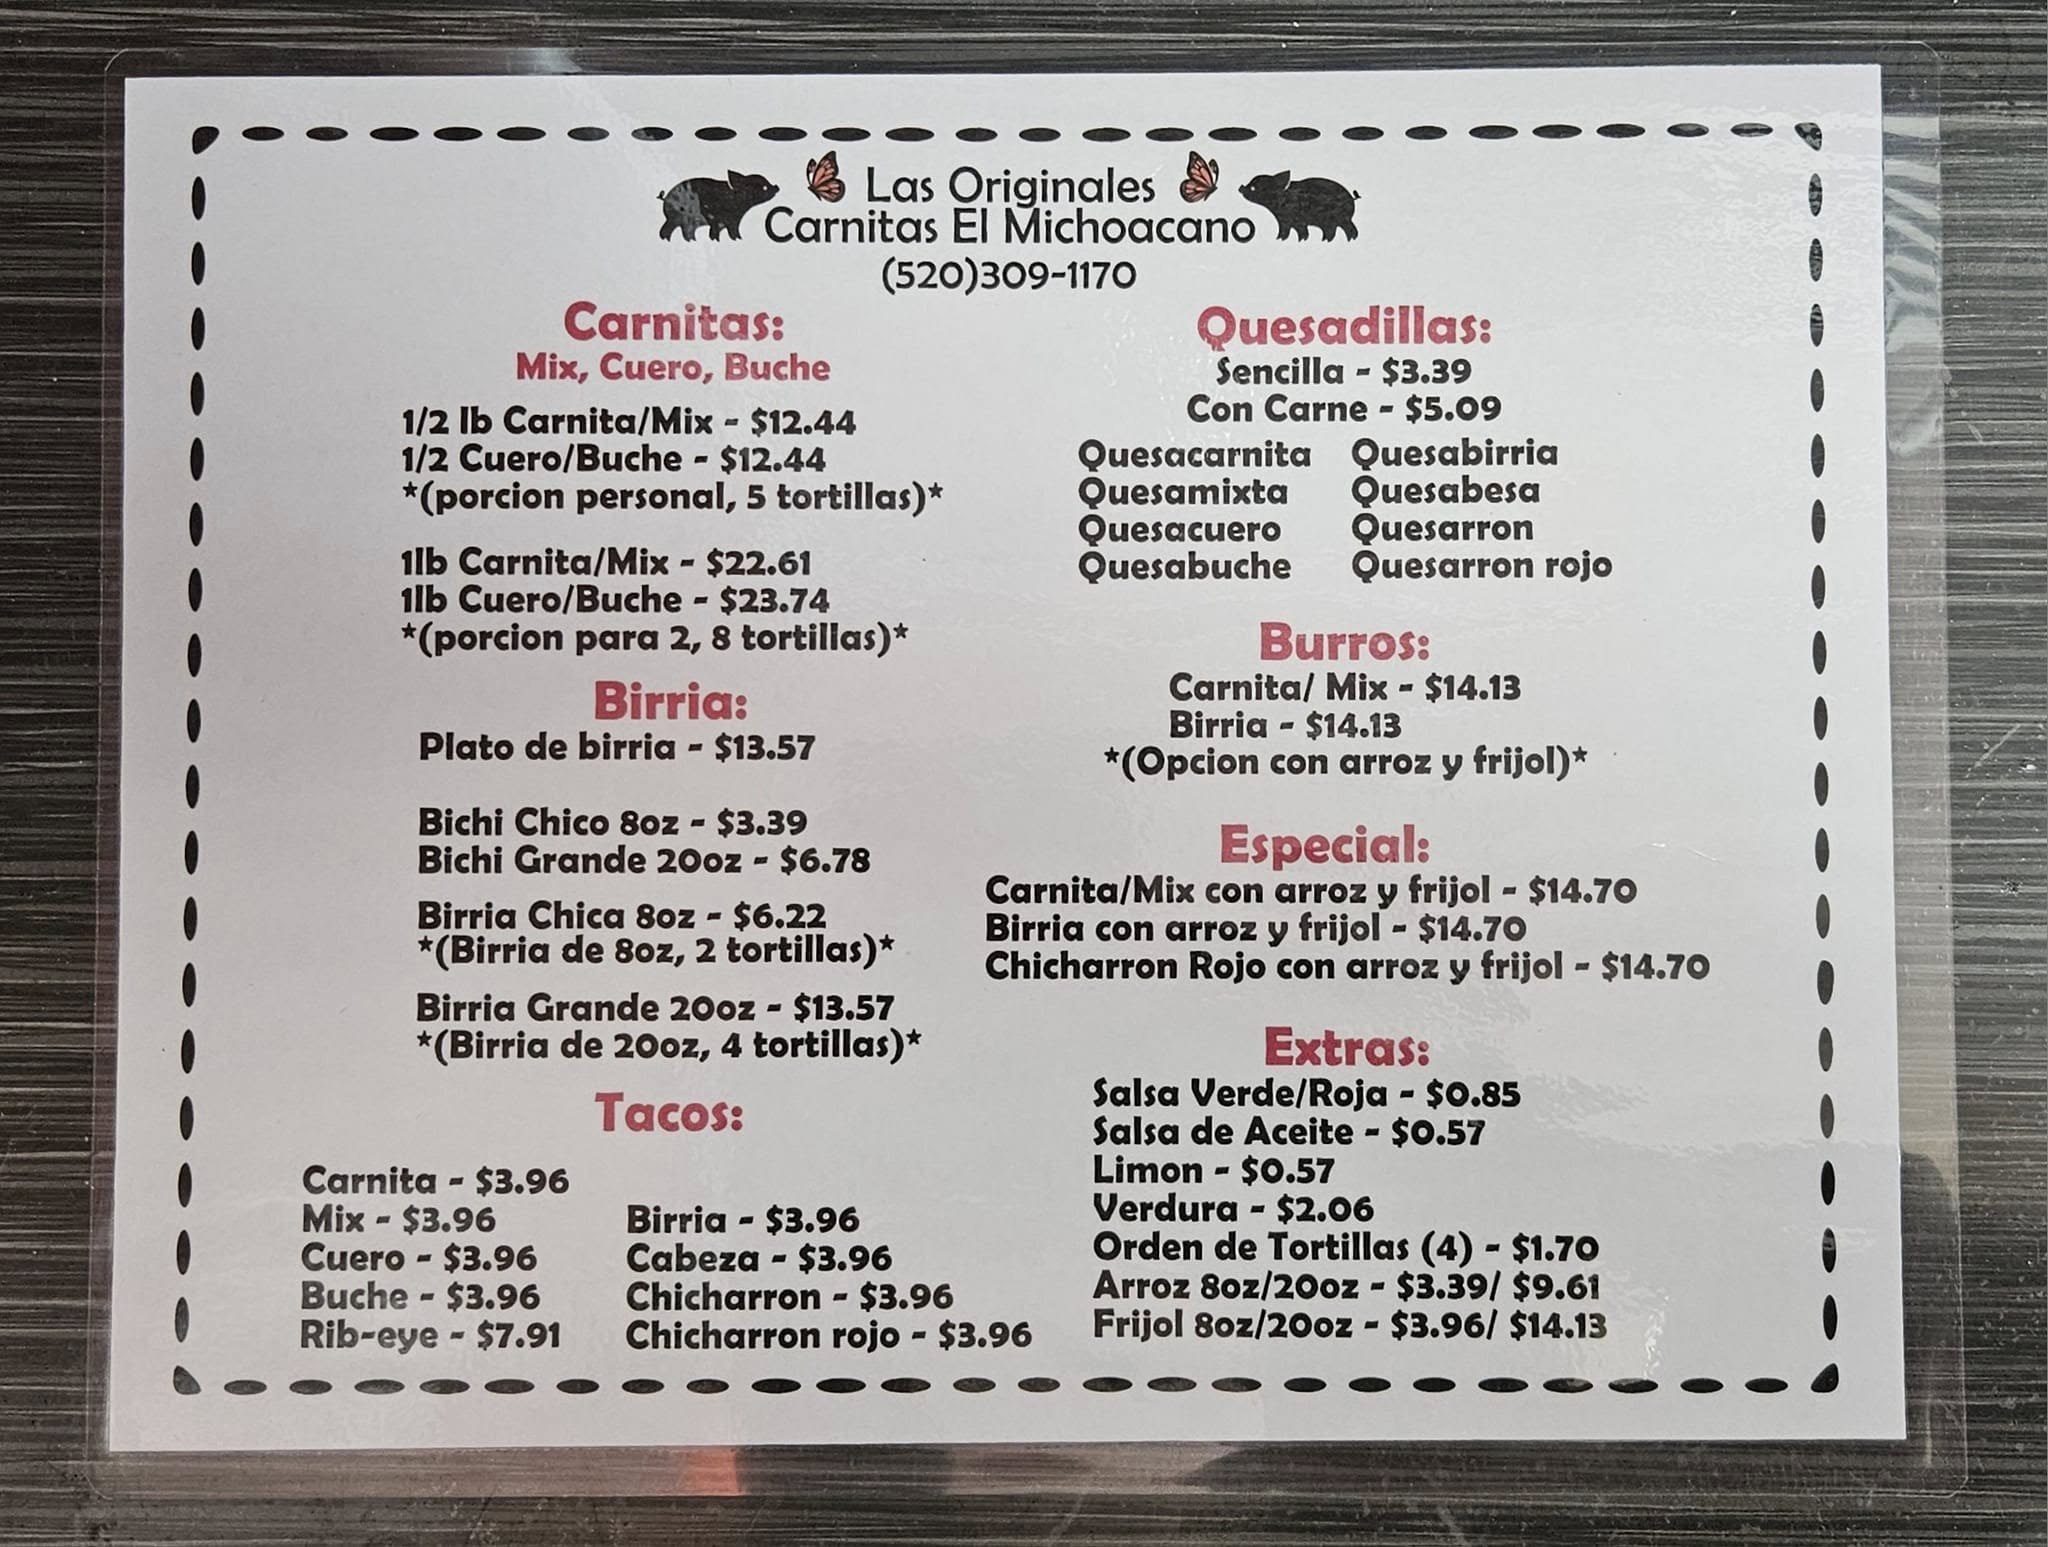 Las Originales
Carnitas El Michoacano
(520)309-1170
Carnitas:
Mix, Cuero, Buche
1/2 lb Carnita/Mix - $12.44
1/2 Cuero/Buche - $12.44
*(porcion personal, 5 tortillas)*
1lb Carnita/Mix - $22.61
1lb Cuero/Buche - $23.74
*(porcion para 2, 8 tortillas)*
Birria:
Plato de birria - $13.57
Bichi Chico 8oz - $3.39
Bichi Grande 20oz - $6.78
Birria Chica 8oz - $6.22
*(Birria de 8oz, 2 tortillas)*
Birria Grande 20oz - $13.57
*(Birria de 20oz, 4 tortillas)*
Tacos:
Carnita - $3.96
Mix - $3.96
Cuero - $3.96
Buche - $3.96
Rib-eye - $7.91
Birria - $3.96
Cabeza - $3.96
Chicharron - $3.96
Chicharron rojo - $3.96
Quesadillas:
Sencilla - $3.39
Con Carne - $5.09
Quesacarnita
Quesamixta
Quesacuero
Quesabuche
Quesabirria
Quesabesa
Quesarron
Quesarron rojo
Burros:
Carnita/ Mix - $14.13
Birria - $14.13
*(Opcion con arroz y frijol)*
Especial:
Carnita/Mix con arroz y frijol - $14.70
Birria con arroz y frijol - $14.70
Chicharron Rojo con arroz y frijol - $14.70
Extras:
Salsa Verde/Roja - $0.85
Salsa de Aceite - $0.57
Limon - $0.57
Verdura - $2.06
Orden de Tortillas (4) - $1.70
Arroz 8oz/20oz - $3.39/ $9.61
Frijol 8oz/20oz - $3.96/ $14.13